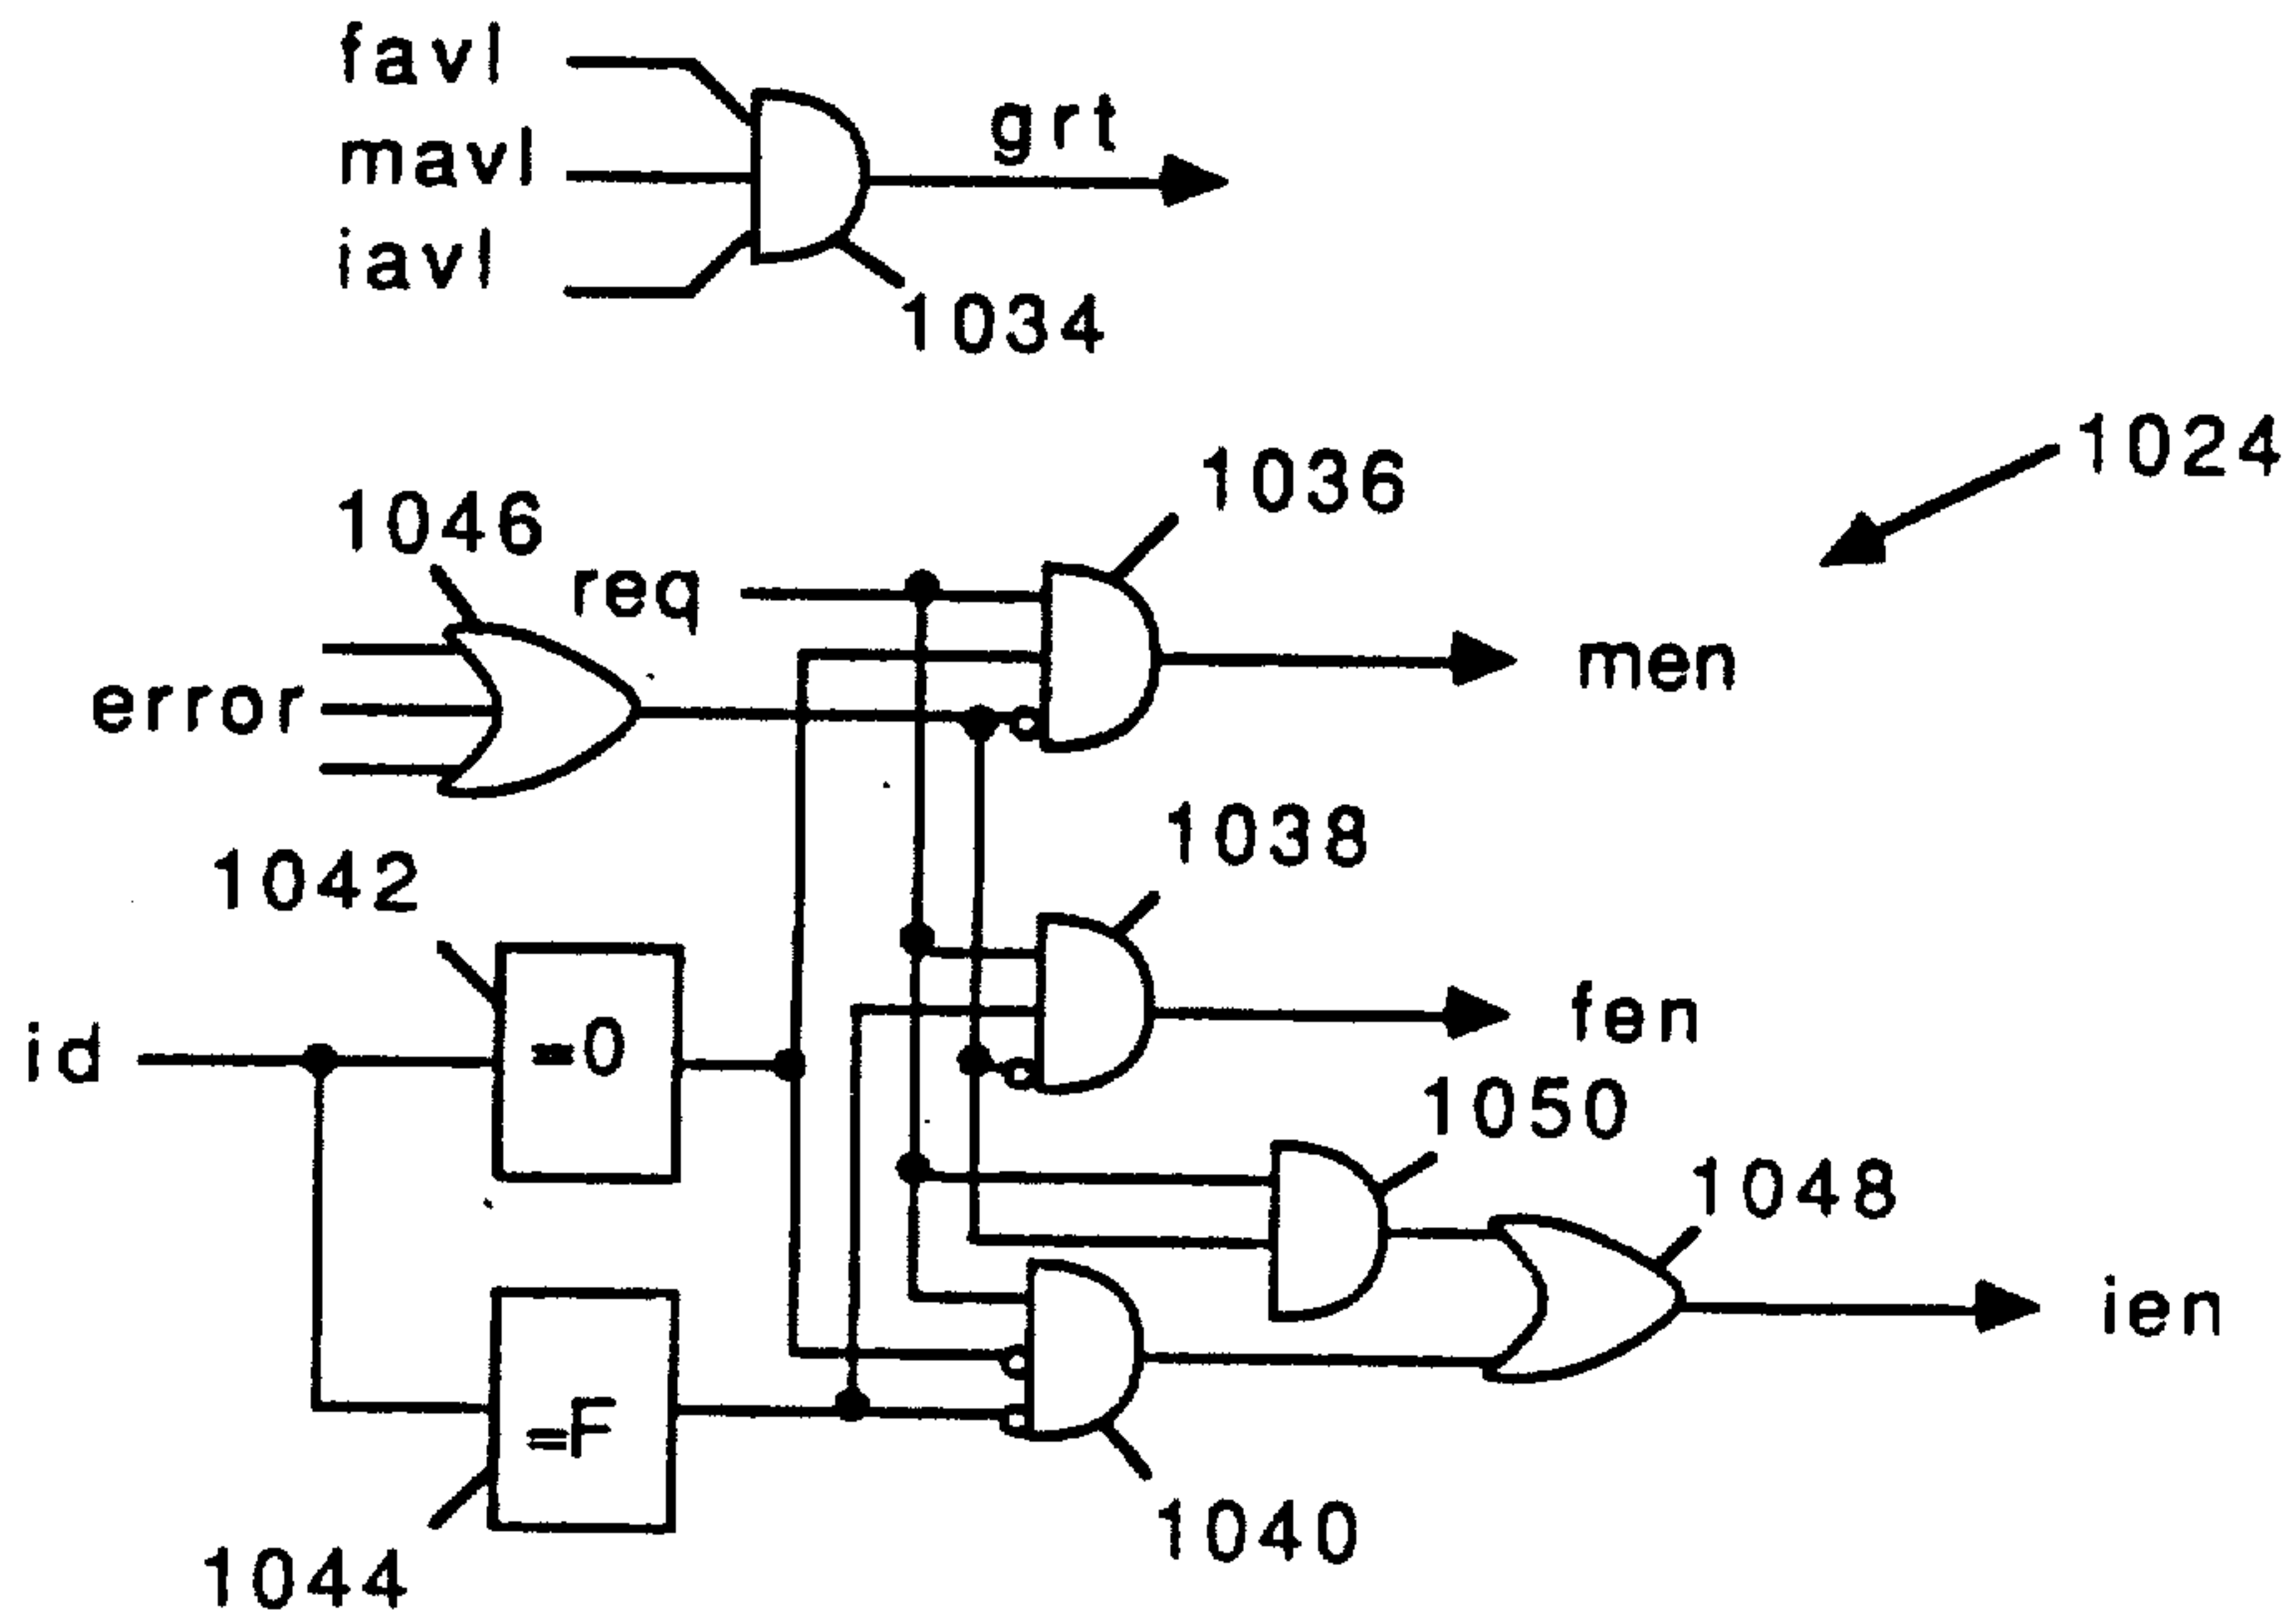 favl
mavl
iavl
grt
1034
1024
1036
1046
req
men
error
1038
1042
fen
id
=0
1050
1048
ien
=F
1040
1044